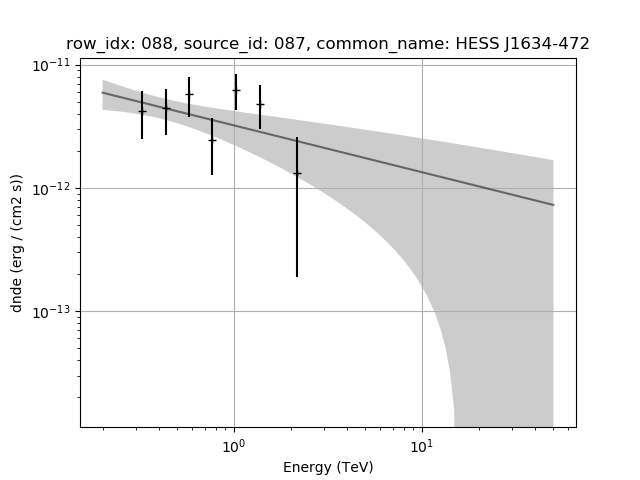 row_idx: 088, source_id: 087, common_name: HESS J1634-472
10⁻¹¹
10⁻¹²
10⁻¹³
dnde (erg / (cm2 s))
10⁰ 10¹
Energy (TeV)